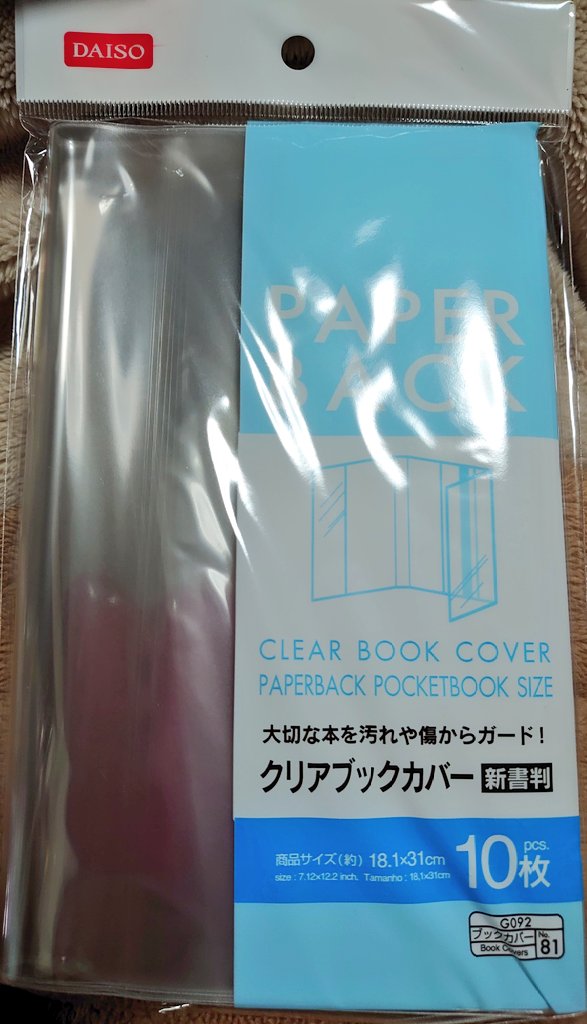 DAISO
PAPER
BACK
CLEAR BOOK COVER
PAPERBACK POCKETBOOK SIZE
大切な本を汚れや傷からガード！
クリアブックカバー 新書判
商品サイズ（約） 18.1×31cm
size : 7.12×12.2 inch. Tamanho : 18.1×31cm
10枚 pcs.
G092
ブックカバー
Book Covers
No. 81